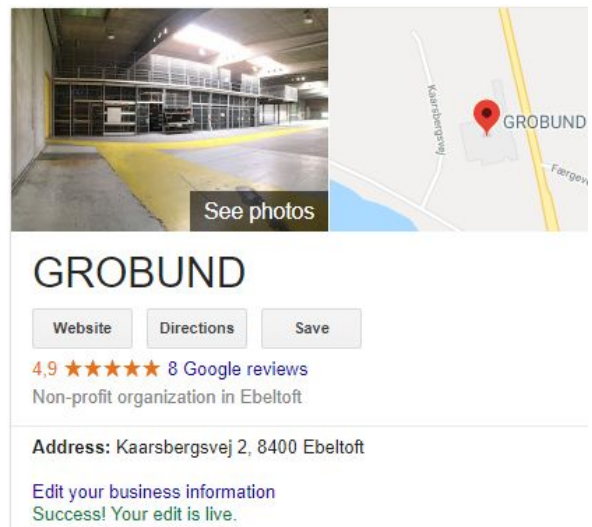 See photos
Kaarsbergsvej
GROBUND
Færgev
GROBUND
Website Directions Save
4,9 ★★★★★ 8 Google reviews
Non-profit organization in Ebeltoft
Address: Kaarsbergsvej 2, 8400 Ebeltoft
Edit your business information
Success! Your edit is live.